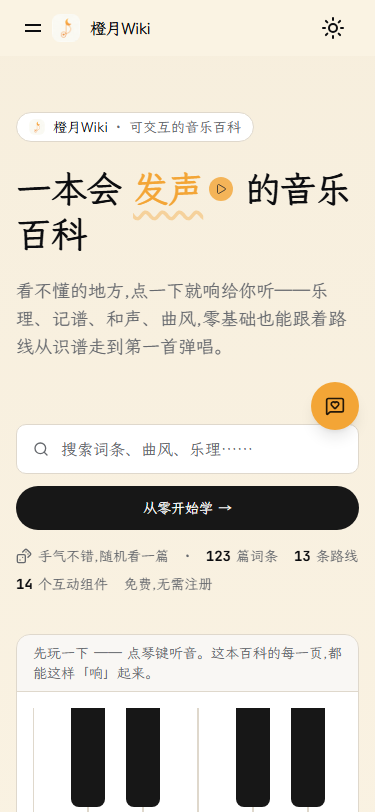 橙月Wiki
橙月Wiki · 可交互的音乐百科
一本会 发声 的音乐
百科
看不懂的地方,点一下就响给你听——乐
理、记谱、和声、曲风,零基础也能跟着路
线从识谱走到第一首弹唱。
搜索词条、曲风、乐理……
从零开始学 →
手气不错,随机看一篇 · 123 篇词条 13 条路线
14 个互动组件 免费,无需注册
先玩一下 —— 点琴键听音。这本百科的每一页,都
能这样「响」起来。